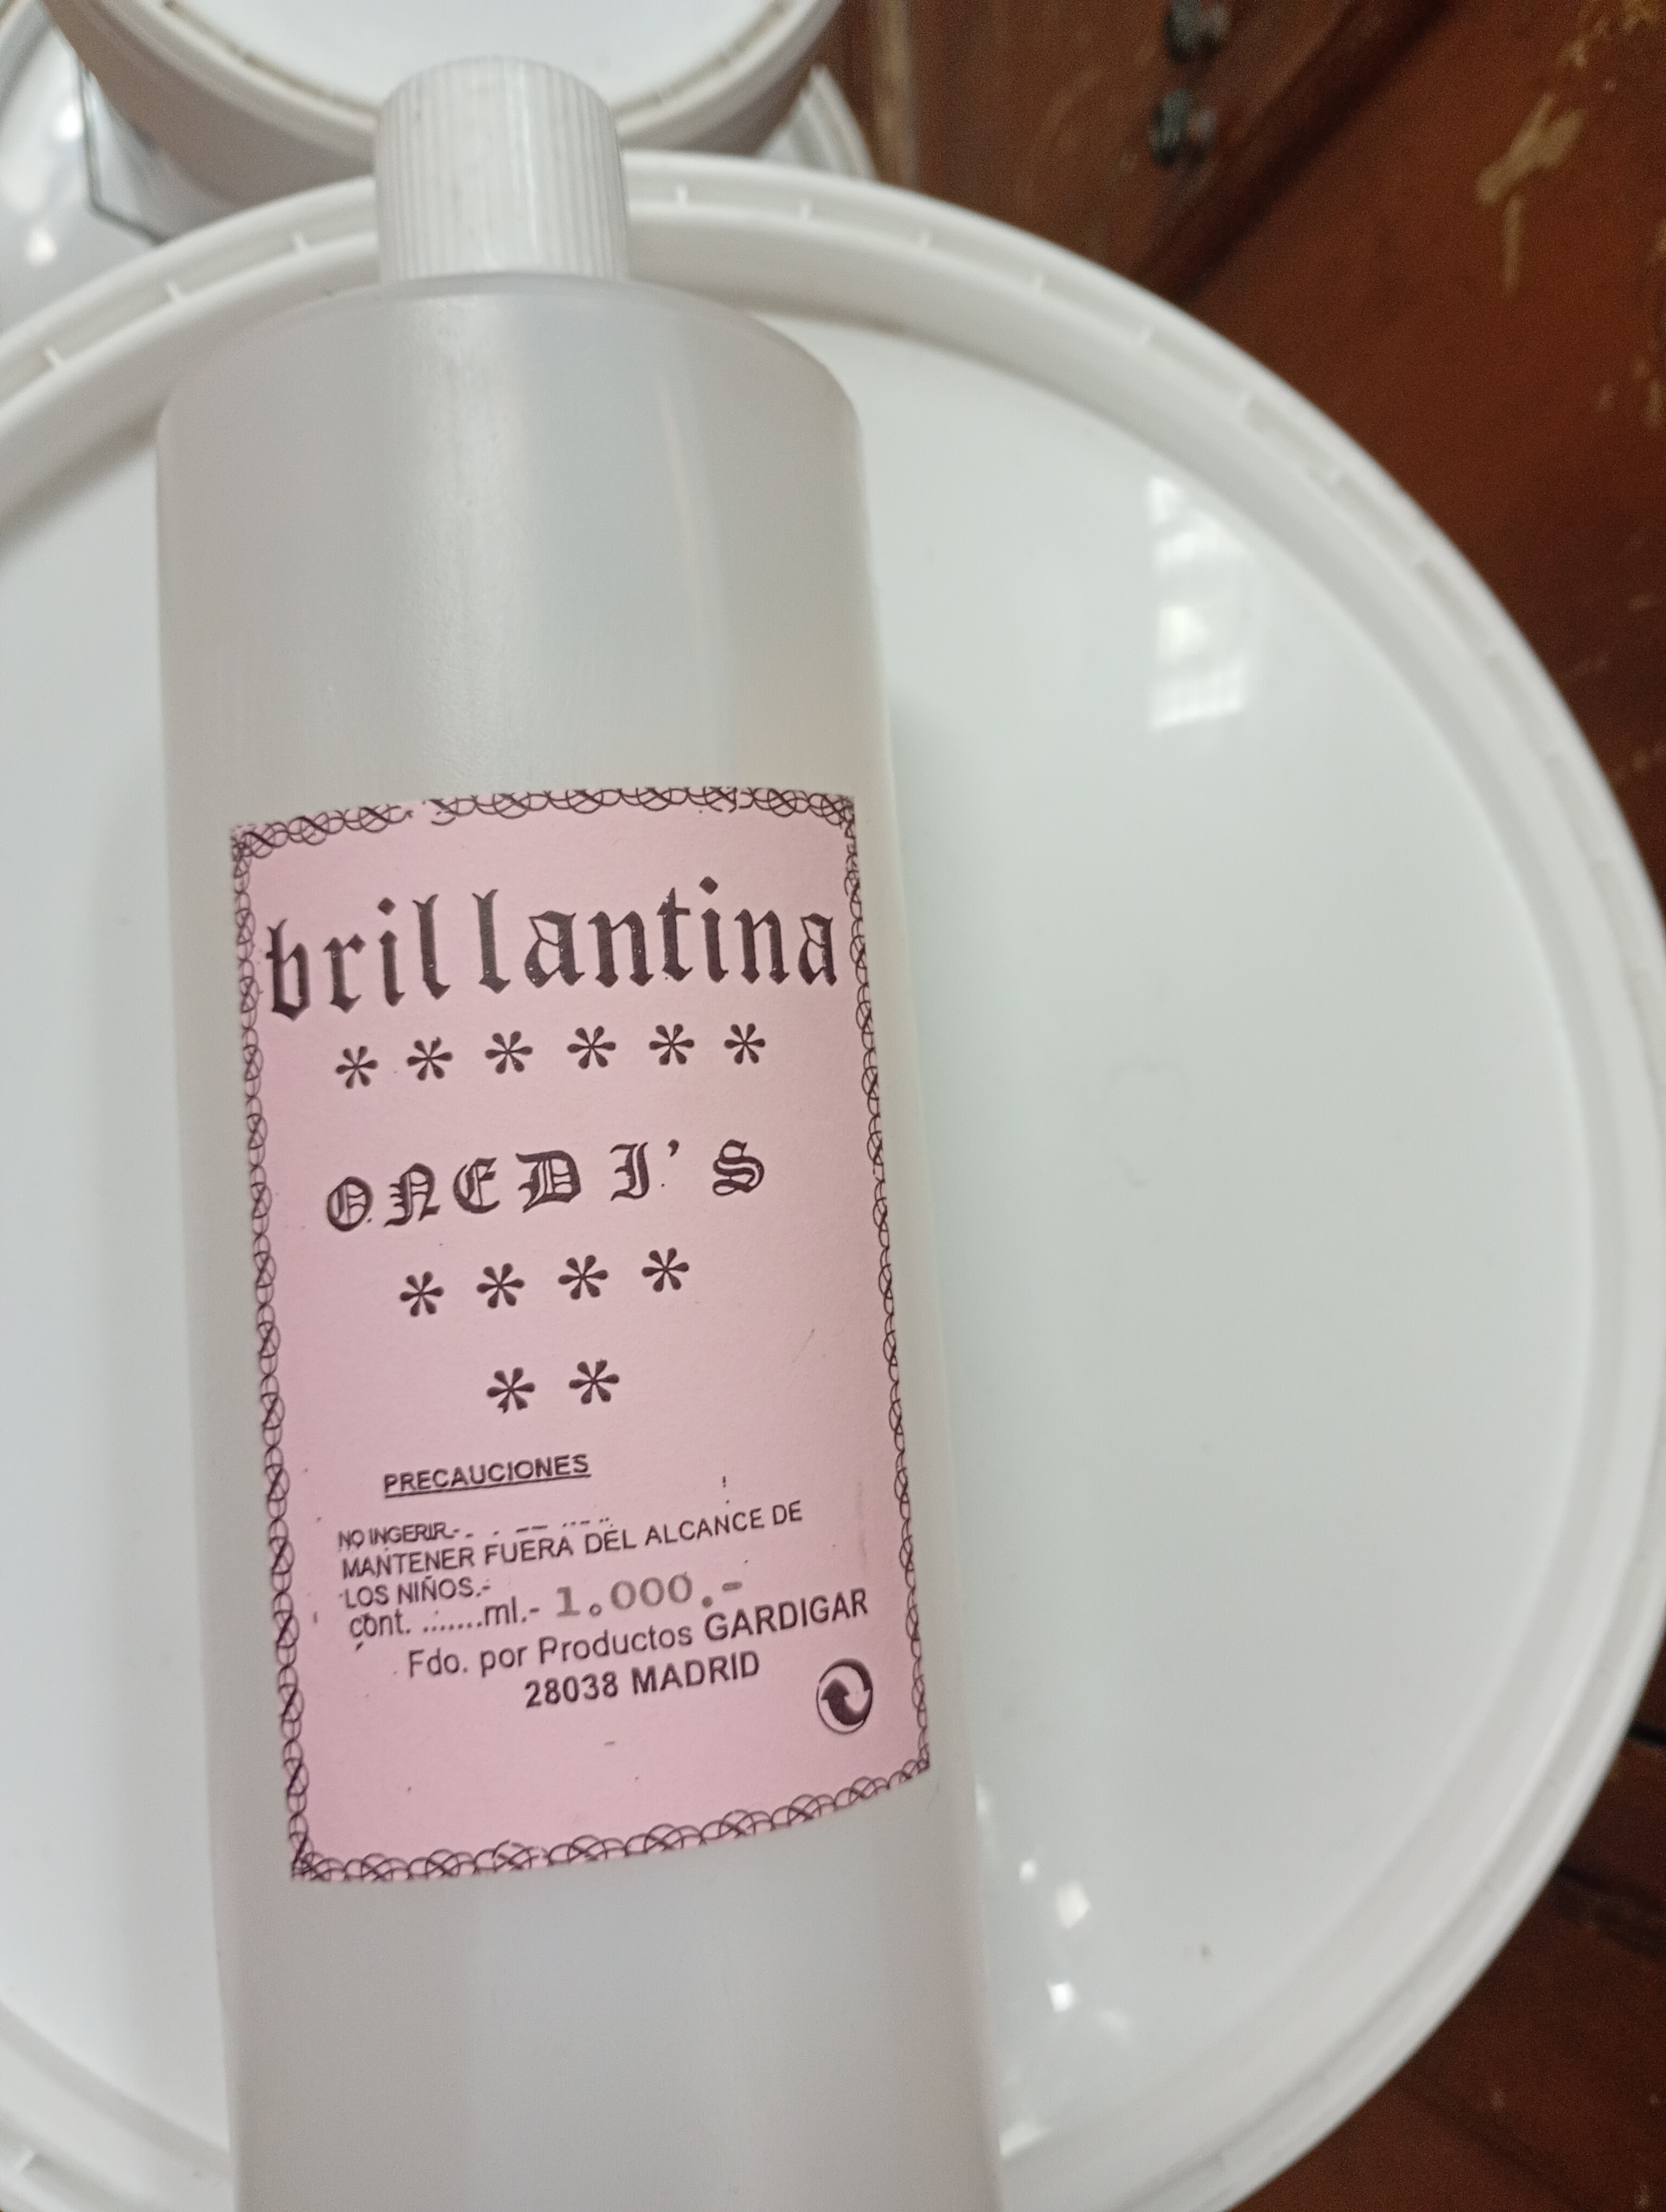 brillantina
* * * * * *
ONEDI'S
* * * *
* *
PRECAUCIONES
NO INGERIR.-
MANTENER FUERA DEL ALCANCE DE
LOS NIÑOS.-
cont. .......ml.- 1.000.-
Fdo. por Productos GARDIGAR
28038 MADRID